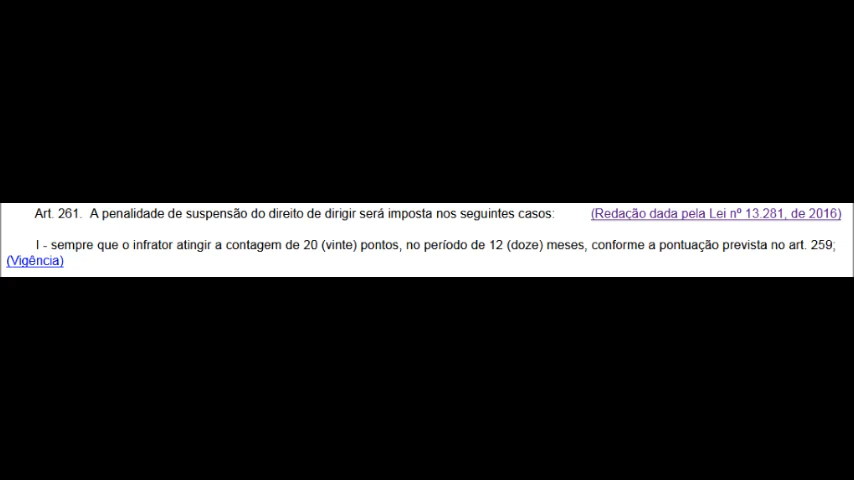 Art. 261. A penalidade de suspensão do direito de dirigir será imposta nos seguintes casos: (Redação dada pela Lei nº 13.281, de 2016)
I - sempre que o infrator atingir a contagem de 20 (vinte) pontos, no período de 12 (doze) meses, conforme a pontuação prevista no art. 259;
(Vigência)